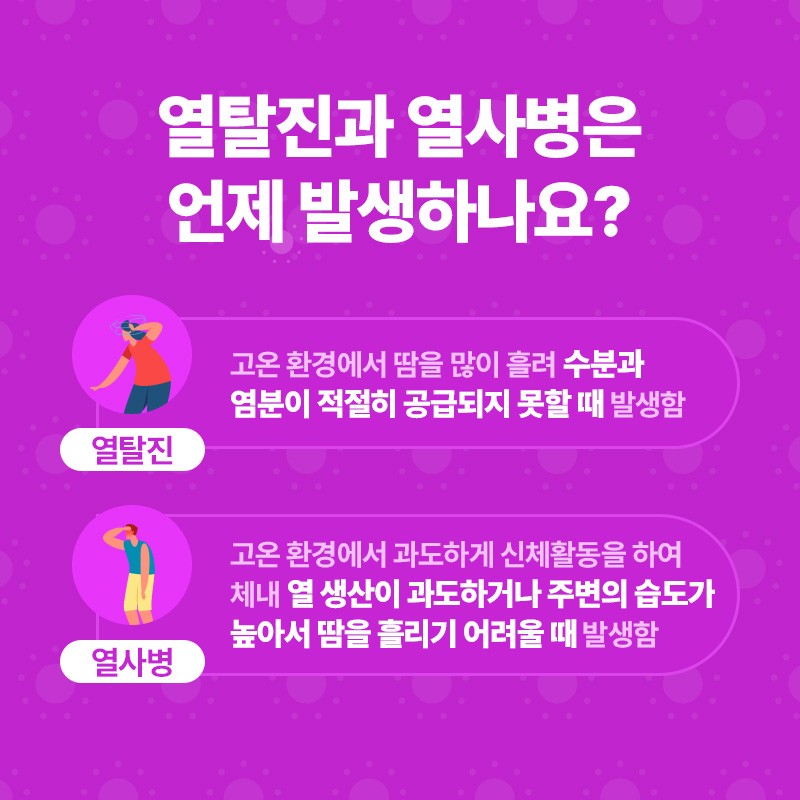 열탈진과 열사병은
언제 발생하나요?
고온 환경에서 땀을 많이 흘려 수분과
염분이 적절히 공급되지 못할 때 발생함
열탈진
고온 환경에서 과도하게 신체활동을 하여
체내 열 생산이 과도하거나 주변의 습도가
높아서 땀을 흘리기 어려울 때 발생함
열사병